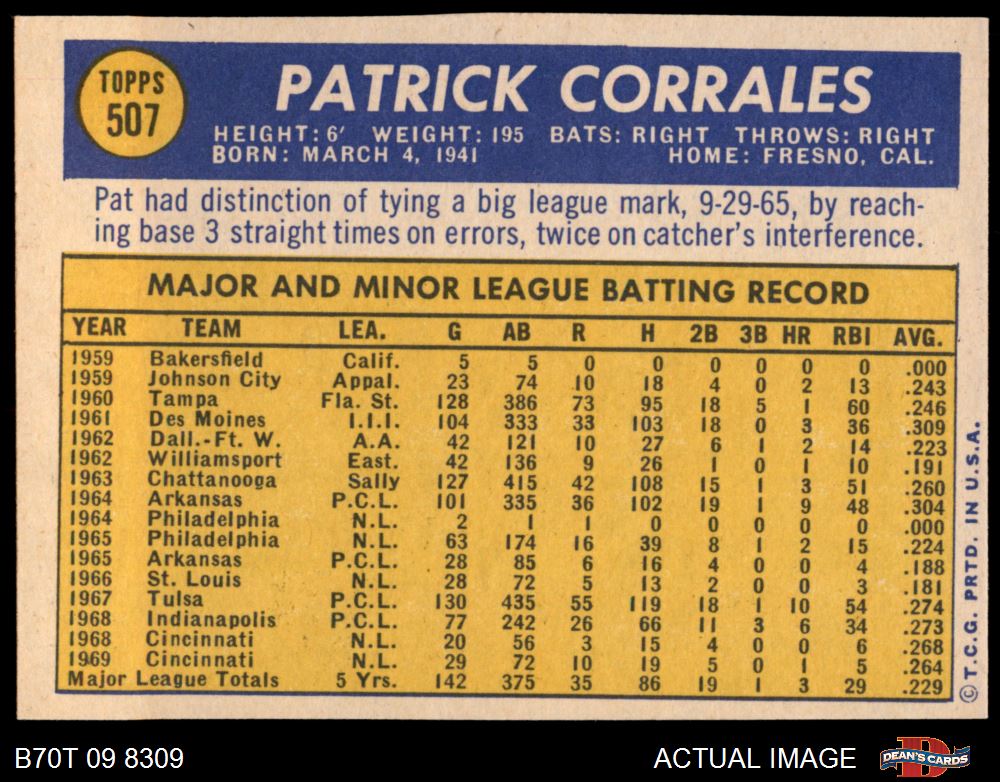 TOPPS
507
PATRICK CORRALES
HEIGHT: 6′ WEIGHT: 195 BATS: RIGHT THROWS: RIGHT
BORN: MARCH 4, 1941 HOME: FRESNO, CAL.
Pat had distinction of tying a big league mark, 9-29-65, by reach-
ing base 3 straight times on errors, twice on catcher's interference.
MAJOR AND MINOR LEAGUE BATTING RECORD
YEAR TEAM LEA. G AB R H 2B 3B HR RBI AVG.
1959 Bakersfield Calif. 5 5 0 0 0 0 0 0 .000
1959 Johnson City Appal. 23 74 10 18 4 0 2 13 .243
1960 Tampa Fla. St. 128 386 73 95 18 5 1 60 .246
1961 Des Moines I.I.I. 104 333 33 103 18 0 3 36 .309
1962 Dall.-Ft. W. A.A. 42 121 10 27 6 1 2 14 .223
1962 Williamsport East. 42 136 9 26 1 0 1 10 .191
1963 Chattanooga Sally 127 415 42 108 15 1 3 51 .260
1964 Arkansas P.C.L. 101 335 36 102 19 1 9 48 .304
1964 Philadelphia N.L. 2 1 1 0 0 0 0 0 .000
1965 Philadelphia N.L. 63 174 16 39 8 1 2 15 .224
1965 Arkansas P.C.L. 28 85 6 16 4 0 0 4 .188
1966 St. Louis N.L. 28 72 5 13 2 0 0 3 .181
1967 Tulsa P.C.L. 130 435 55 119 18 1 10 54 .274
1968 Indianapolis P.C.L. 77 242 26 66 11 3 6 34 .273
1968 Cincinnati N.L. 20 56 3 15 4 0 0 6 .268
1969 Cincinnati N.L. 29 72 10 19 5 0 1 5 .264
Major League Totals 5 Yrs. 142 375 35 86 19 1 3 29 .229
© T.C.G. PRTD. IN U.S.A.
B70T 09 8309 ACTUAL IMAGE DEAN'S CARDS